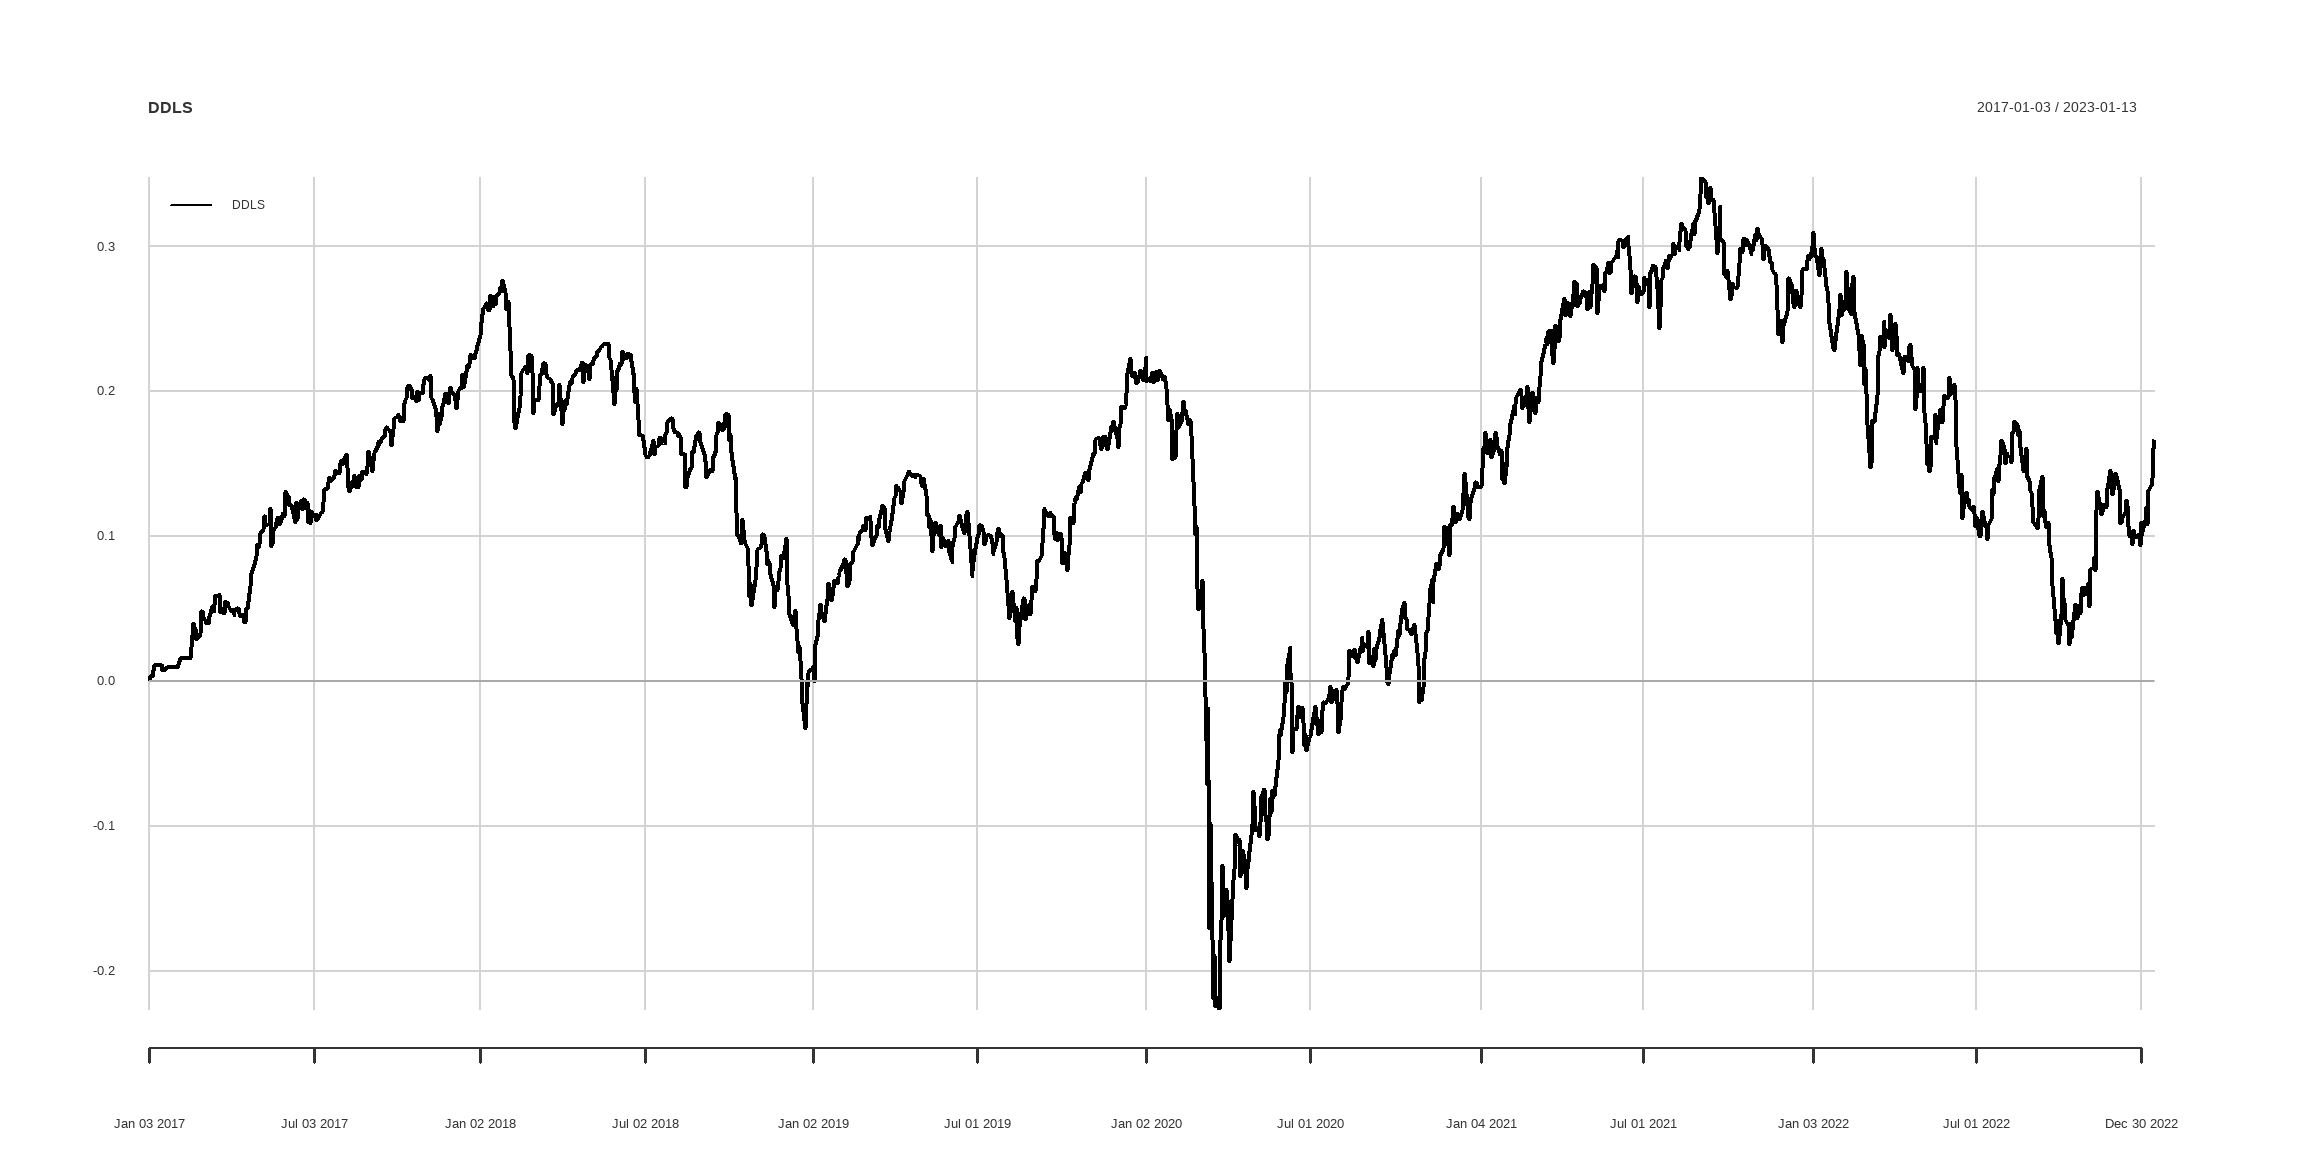 DDLS
2017-01-03 / 2023-01-13
DDLS
0.3
0.2
0.1
0.0
-0.1
-0.2
Jan 03 2017
Jul 03 2017
Jan 02 2018
Jul 02 2018
Jan 02 2019
Jul 01 2019
Jan 02 2020
Jul 01 2020
Jan 04 2021
Jul 01 2021
Jan 03 2022
Jul 01 2022
Dec 30 2022